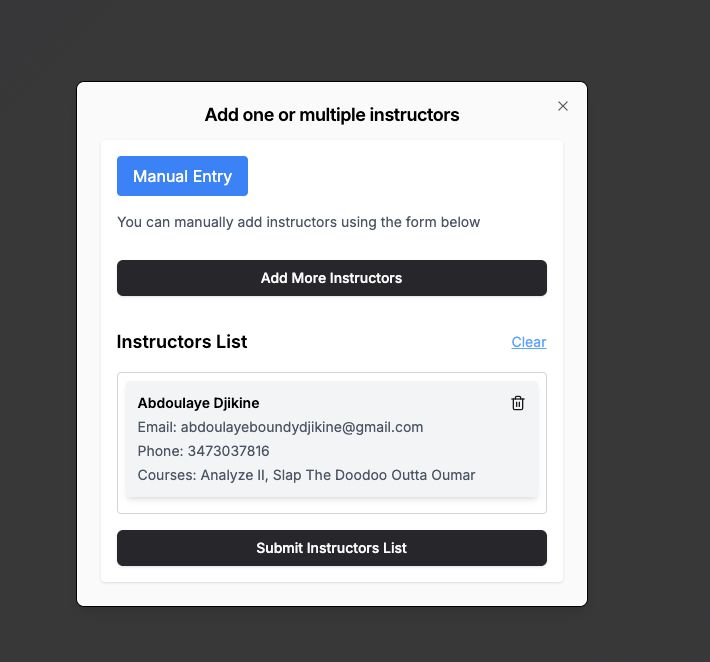 Add one or multiple instructors
Manual Entry
You can manually add instructors using the form below
Add More Instructors
Instructors List
Clear
Abdoulaye Djikine
Email: abdoulayeboundydjikine@gmail.com
Phone: 3473037816
Courses: Analyze II, Slap The Doodoo Outta Oumar
Submit Instructors List